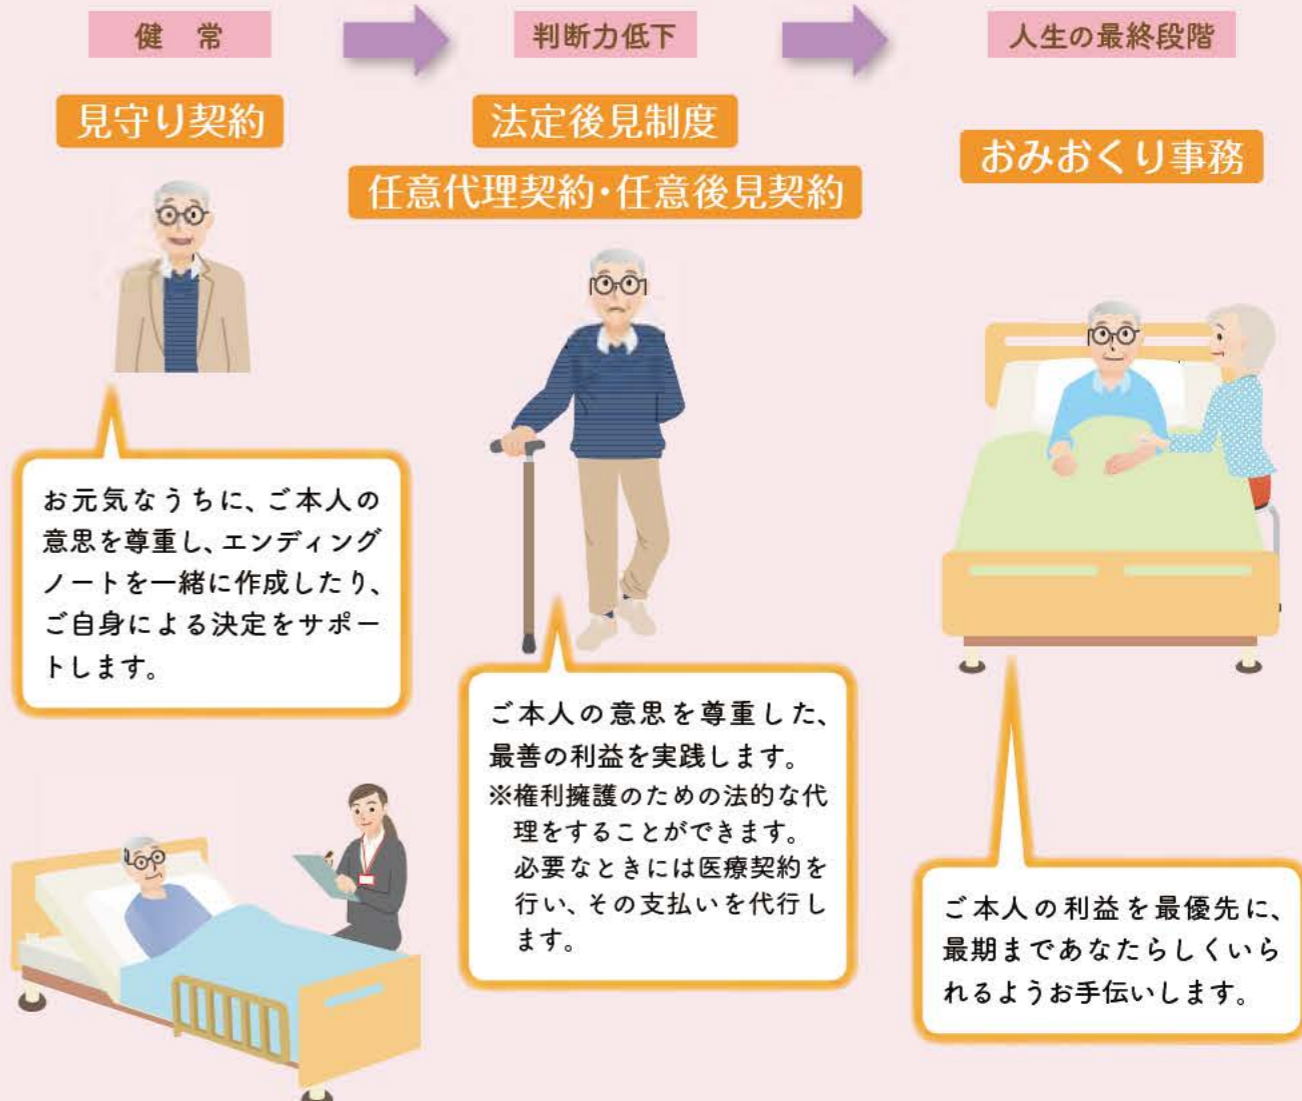 健 常
判断力低下
人生の最終段階
見守り契約
法定後見制度
任意代理契約・任意後見契約
おみおくり事務
お元気なうちに、ご本人の
意思を尊重し、エンディング
ノートを一緒に作成したり、
ご自身による決定をサポー
トします。
ご本人の意思を尊重した、
最善の利益を実践します。
※権利擁護のための法的な代
理をすることができます。
必要なときには医療契約を
行い、その支払いを代行し
ます。
ご本人の利益を最優先に、
最期まであなたらしくいら
れるようお手伝いします。